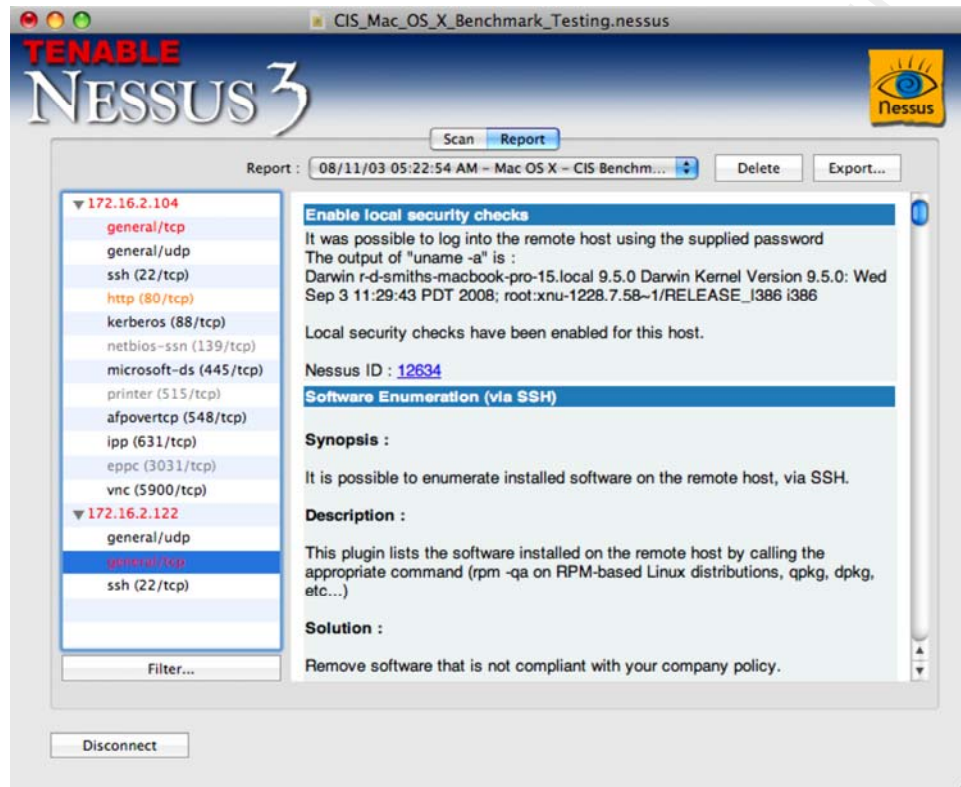 CIS_Mac_OS_X_Benchmark_Testing.nessus
TENABLE
NESSUS 3
Nessus
Scan Report
Report : 08/11/03 05:22:54 AM – Mac OS X – CIS Benchm... Delete Export...
172.16.2.104
general/tcp
general/udp
ssh (22/tcp)
http (80/tcp)
kerberos (88/tcp)
netbios-ssn (139/tcp)
microsoft-ds (445/tcp)
printer (515/tcp)
afpovertcp (548/tcp)
ipp (631/tcp)
eppc (3031/tcp)
vnc (5900/tcp)
172.16.2.122
general/udp
general/tcp
ssh (22/tcp)
Filter...
Enable local security checks
It was possible to log into the remote host using the supplied password
The output of "uname -a" is :
Darwin r-d-smiths-macbook-pro-15.local 9.5.0 Darwin Kernel Version 9.5.0: Wed
Sep 3 11:29:43 PDT 2008; root:xnu-1228.7.58~1/RELEASE_I386 i386
Local security checks have been enabled for this host.
Nessus ID : 12634
Software Enumeration (via SSH)
Synopsis :
It is possible to enumerate installed software on the remote host, via SSH.
Description :
This plugin lists the software installed on the remote host by calling the
appropriate command (rpm -qa on RPM-based Linux distributions, qpkg, dpkg,
etc...)
Solution :
Remove software that is not compliant with your company policy.
Disconnect